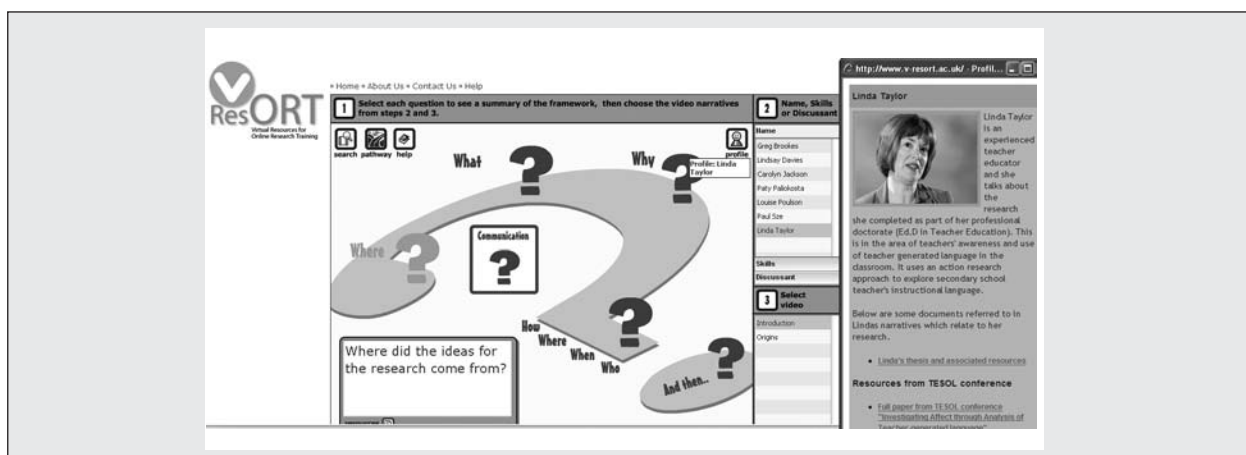 V
ResORT
Virtual Resources for
Online Research Training
» Home » About Us » Contact Us » Help
1 Select each question to see a summary of the framework, then choose the video narratives
from steps 2 and 3.
search pathway help
profile
Profile: Linda
Taylor
What
Why
Where
Communication
How
Where
When
Who
And then...
Where did the ideas for
the research come from?
2 Name, Skills
or Discussant
Name
Greg Brookes
Lindsay Davies
Carolyn Jackson
Paty Paliokosta
Louise Poulson
Paul Sze
Linda Taylor
Skills
Discussant
3 Select
video
Introduction
Origins
http://www.v-resort.ac.uk/ - Profil...
Linda Taylor
Linda Taylor
is an
experienced
teacher
educator
and she
talks about
the
research
she completed as part of her professional
doctorate (Ed.D in Teacher Education). This
is in the area of teachers' awareness and use
of teacher generated language in the
classroom. It uses an action research
approach to explore secondary school
teacher's instructional language.
Below are some documents referred to in
Lindas narratives which relate to her
research.
• Linda's thesis and associated resources
Resources from TESOL conference
• Full paper from TESOL conference
"Investigating Affect through Analysis of
Teacher generated language"